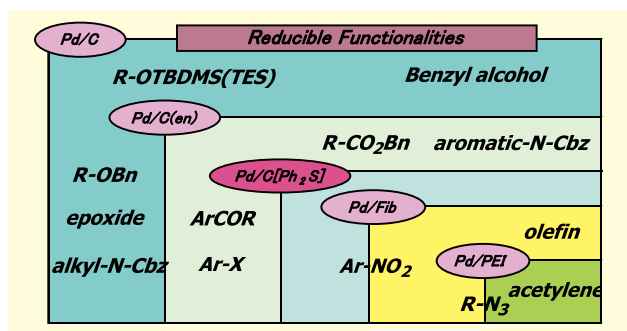 Pd/C
Reducible Functionalities
R-OTBDMS(TES)
Benzyl alcohol
Pd/C(en)
R-CO₂Bn
aromatic-N-Cbz
R-OBn
Pd/C[Ph₂S]
epoxide
ArCOR
Pd/Fib
olefin
alkyl-N-Cbz
Ar-X
Ar-NO₂
Pd/PEI
R-N₃
acetylene